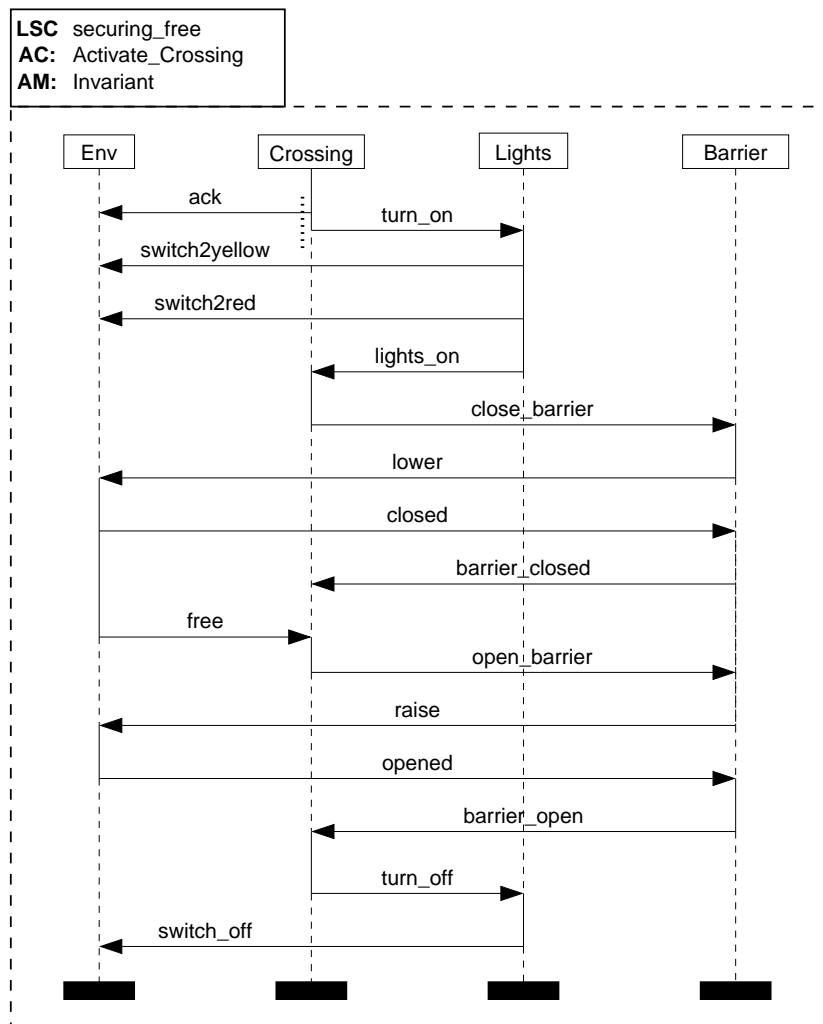 LSC securing_free
AC: Activate_Crossing
AM: Invariant
Env Crossing Lights Barrier
ack
turn_on
switch2yellow
switch2red
lights_on
close_barrier
lower
closed
barrier_closed
free
open_barrier
raise
opened
barrier_open
turn_off
switch_off